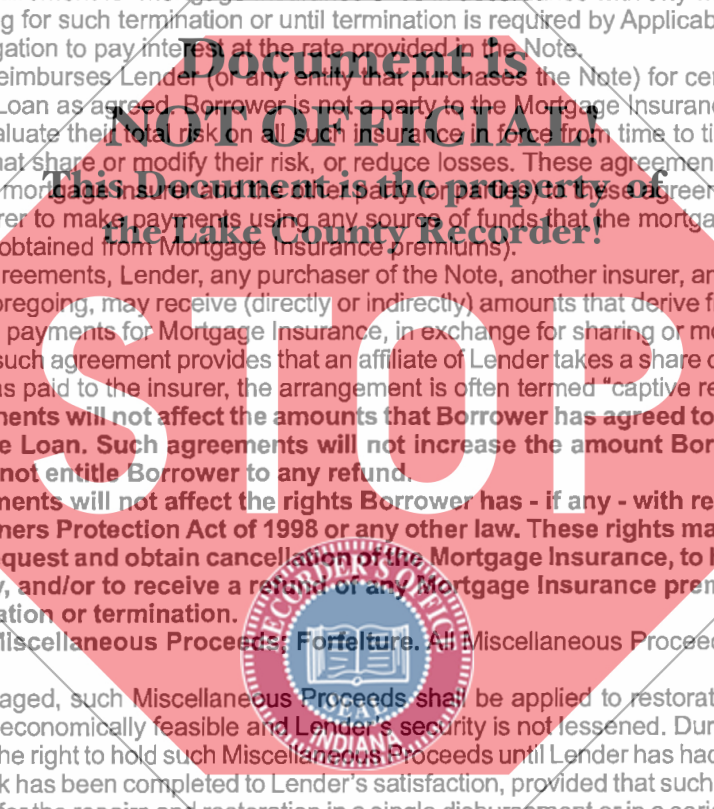 g for such termination or until termination is required by Applicab
gation to pay interest at the rate provided in the Note.
Document is
eimburses Lender (or any entity that purchases the Note) for cer
Loan as agreed. Borrower is not a party to the Mortgage Insuran
NOT OFFICIAL!
aluate their total risk on all such insurance in force from time to ti
hat share or modify their risk, or reduce losses. These agreemen
This Document is the property of
mortgage insurer and the other party (or parties) to these agreer
rer to make payments using any source of funds that the mortga
the Lake County Recorder!
obtained from Mortgage Insurance premiums).
reements, Lender, any purchaser of the Note, another insurer, an
oregoing, may receive (directly or indirectly) amounts that derive f
payments for Mortgage Insurance, in exchange for sharing or mo
such agreement provides that an affiliate of Lender takes a share o
as paid to the insurer, the arrangement is often termed "captive re
STOP
ments will not affect the amounts that Borrower has agreed to
e Loan. Such agreements will not increase the amount Bor
not entitle Borrower to any refund.
ments will not affect the rights Borrower has - if any - with re
ners Protection Act of 1998 or any other law. These rights ma
equest and obtain cancellation of the Mortgage Insurance, to h
y, and/or to receive a refund of any Mortgage Insurance prem
ation or termination.
Miscellaneous Proceeds; Forfeiture. All Miscellaneous Proceed
RECORDER'S OFFICE
SEAL
INDIANA
aged, such Miscellaneous Proceeds shall be applied to restorat
economically feasible and Lender's security is not lessened. Dur
he right to hold such Miscellaneous Proceeds until Lender has had
k has been completed to Lender's satisfaction, provided that such